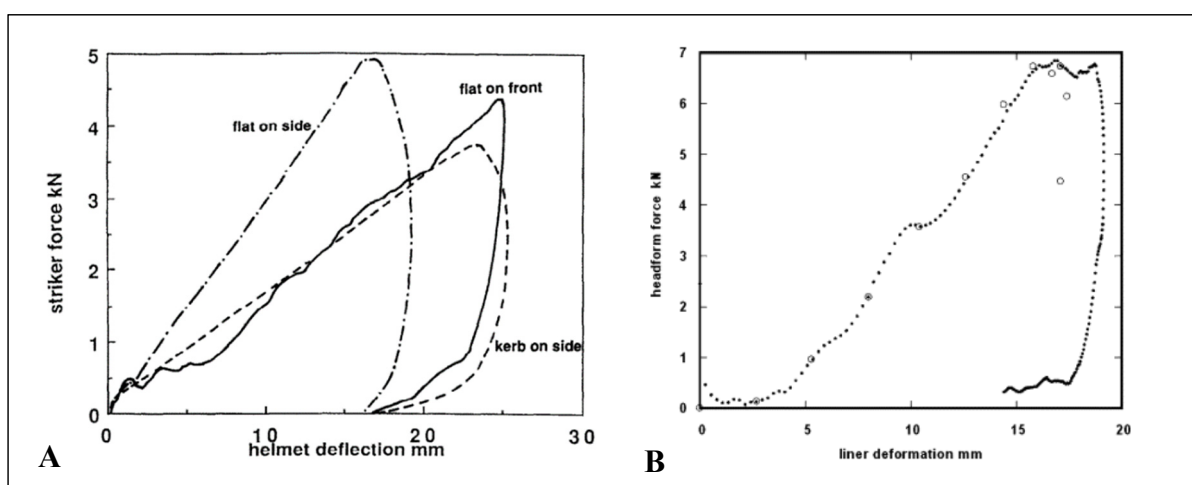 5
4
3
2
1
0
striker force kN
flat on side
flat on front
kerb on side
0
10
20
30
helmet deflection mm
A
7
6
5
4
3
2
1
0
headform force kN
0
5
10
15
20
liner deformation mm
B